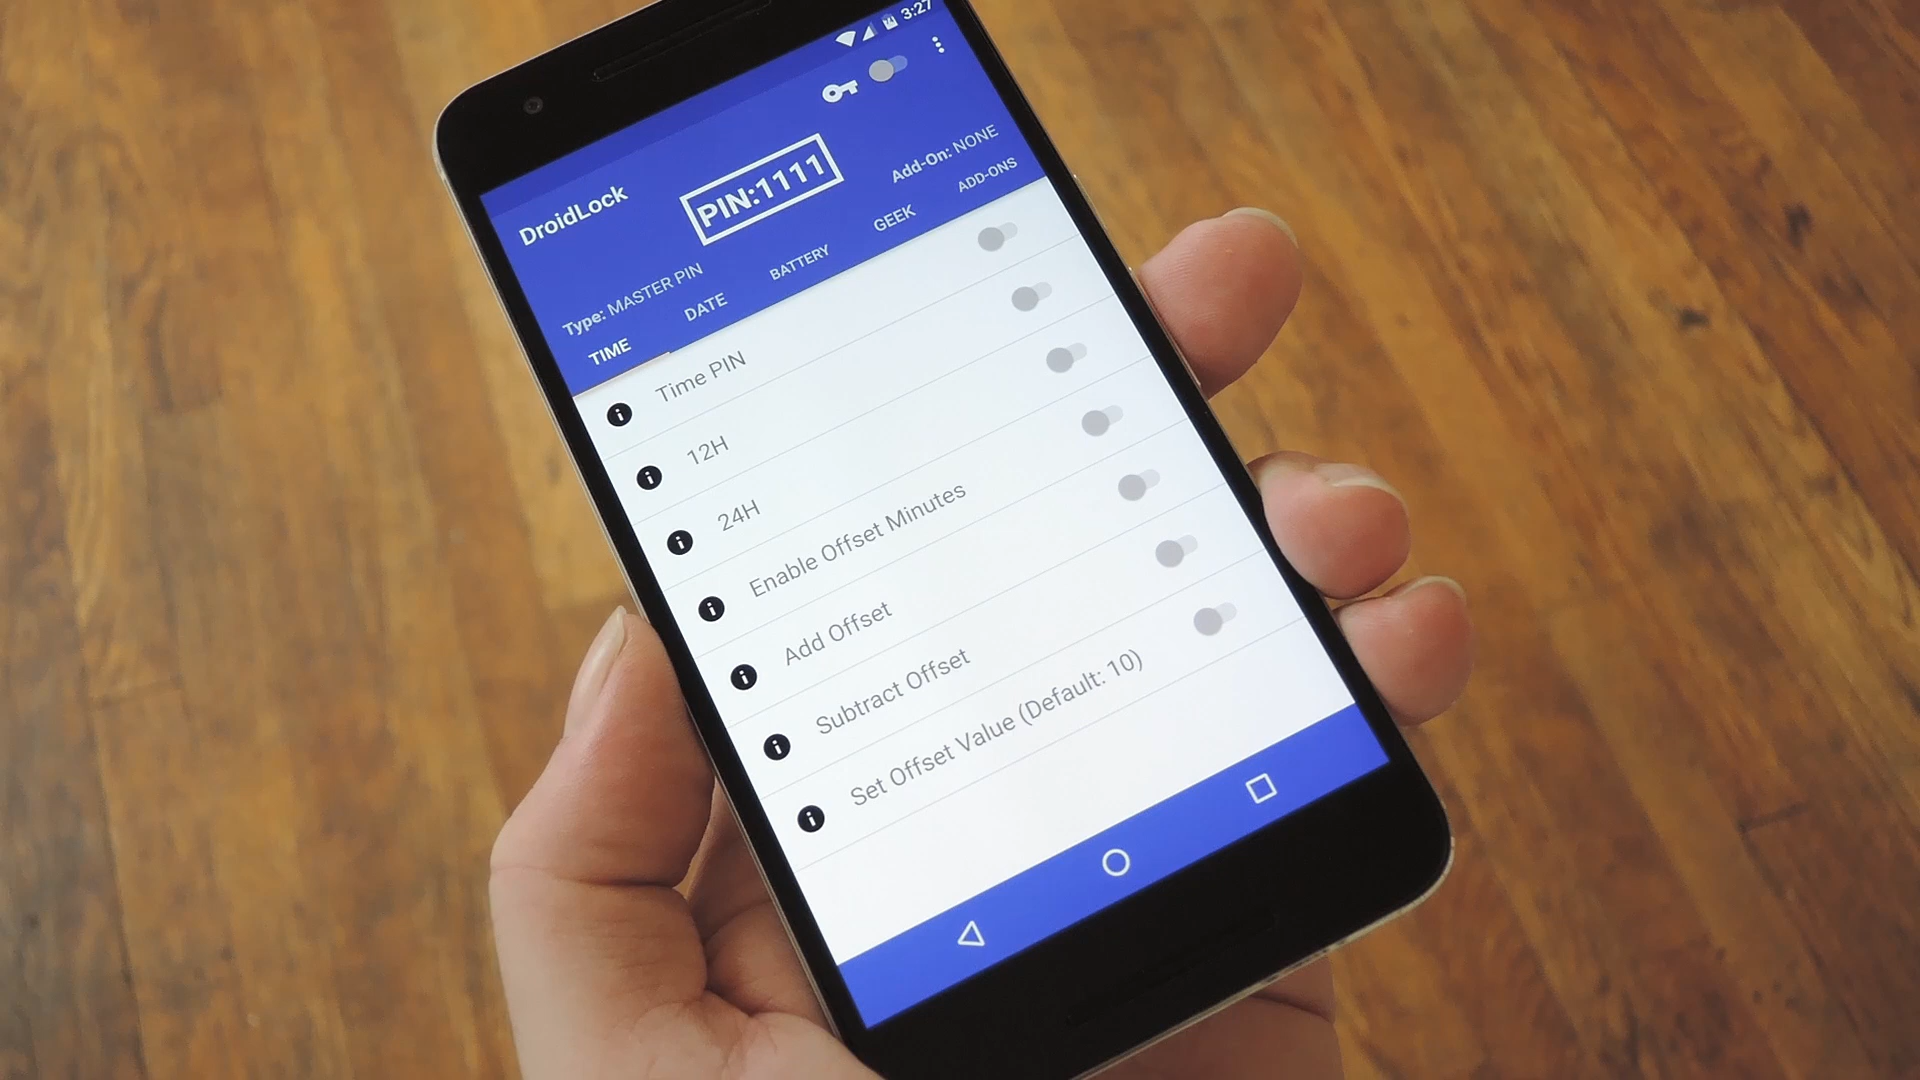 3:27
DroidLock
PIN:1111
Type: MASTER PIN
Add-On: NONE
TIME
DATE
BATTERY
GEEK
ADD-ONS
Time PIN
12H
24H
Enable Offset Minutes
Add Offset
Subtract Offset
Set Offset Value (Default: 10)